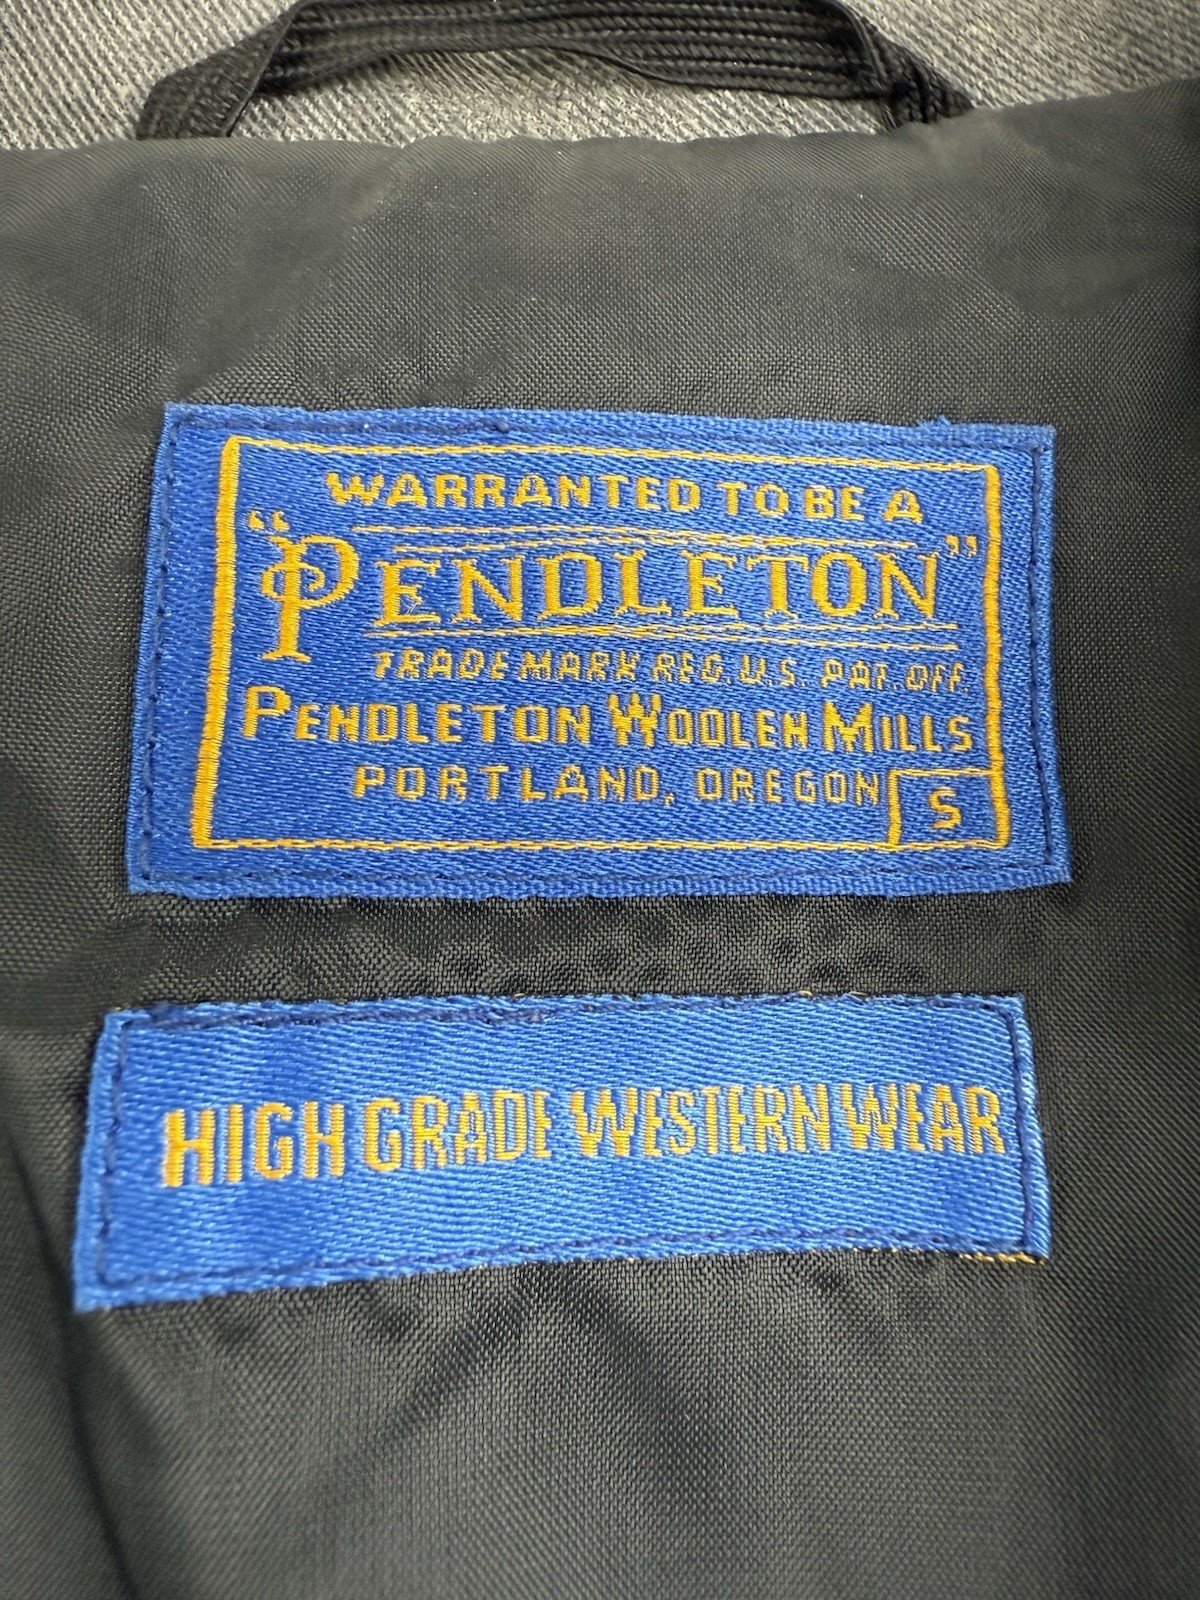 WARRANTED TO BE A
"PENDLETON"
TRADE MARK REG. U.S. PAT. OFF.
PENDLETON WOOLEN MILLS
PORTLAND, OREGON
S
HIGH GRADE WESTERN WEAR